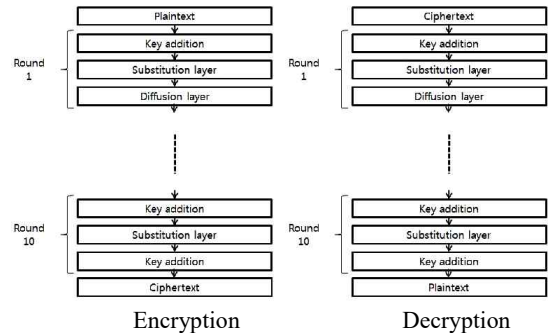 Plaintext
Key addition
Round
1
Substitution layer
Diffusion layer
Key addition
Round
10
Substitution layer
Key addition
Ciphertext
Encryption
Ciphertext
Key addition
Round
1
Substitution layer
Diffusion layer
Key addition
Round
10
Substitution layer
Key addition
Plaintext
Decryption